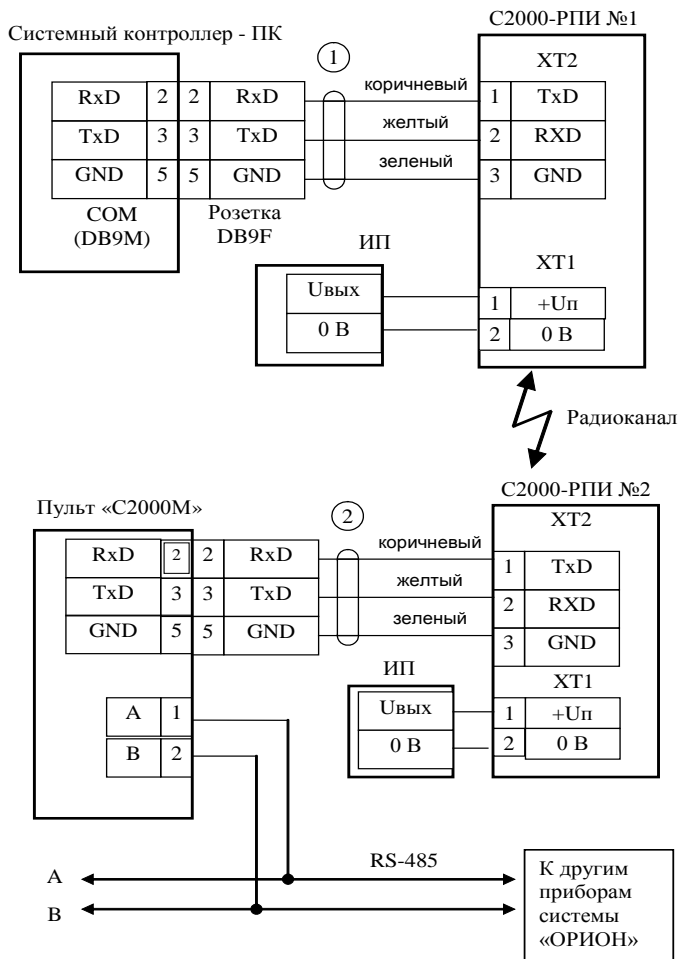 С2000-РПИ №1
Системный контроллер - ПК
1
XT2
коричневый
RxD 2 2 RxD
1 TxD
желтый
TxD 3 3 TxD
2 RXD
зеленый
GND 5 5 GND
3 GND
COM
(DB9M)
Розетка
DB9F
ИП
XT1
Uвых
1 +Uп
0 В
2 0 В
Радиоканал
С2000-РПИ №2
Пульт «С2000М»
2
XT2
коричневый
RxD 2 2 RxD
1 TxD
желтый
TxD 3 3 TxD
2 RXD
зеленый
GND 5 5 GND
3 GND
ИП
XT1
A 1
Uвых
1 +Uп
B 2
0 В
2 0 В
RS-485
A
B
К другим
приборам
системы
«ОРИОН»